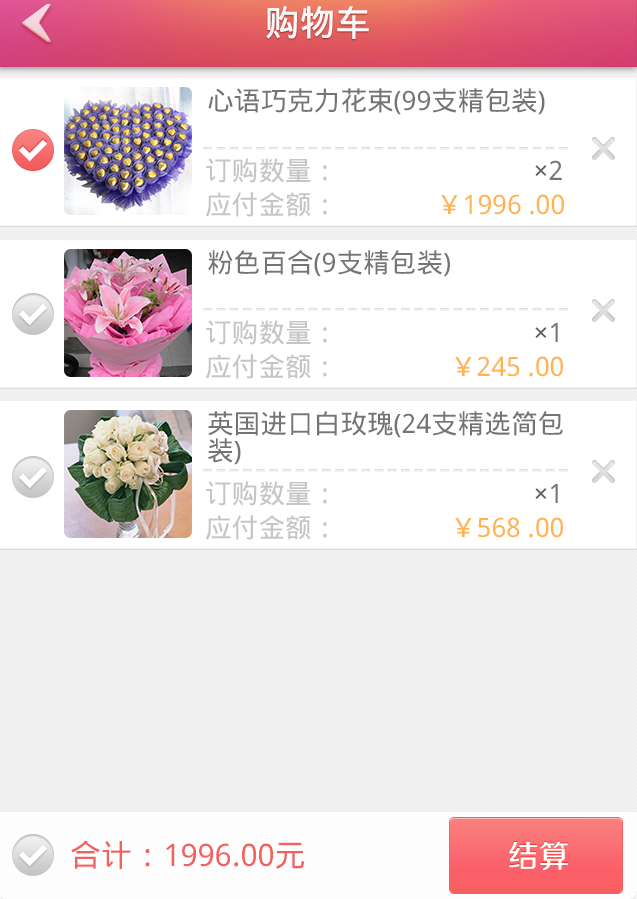 购物车
心语巧克力花束(99支精包装)
订购数量： ×2
应付金额： ￥1996 .00
粉色百合(9支精包装)
订购数量： ×1
应付金额： ￥245 .00
英国进口白玫瑰(24支精选简包
装)
订购数量： ×1
应付金额： ￥568 .00
合计：1996.00元 结算